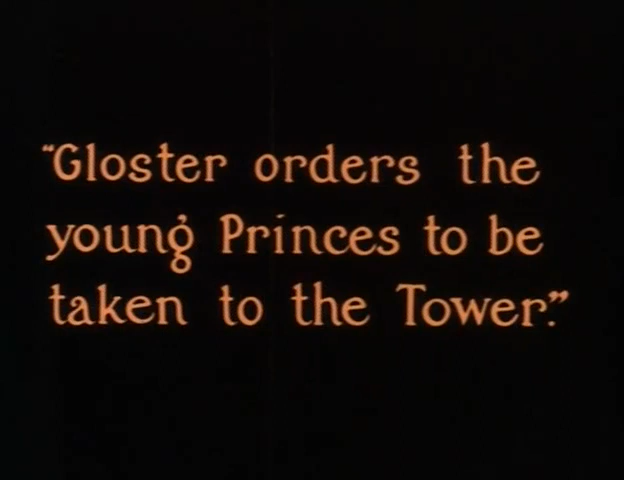 "Gloster orders the
young Princes to be
taken to the Tower."